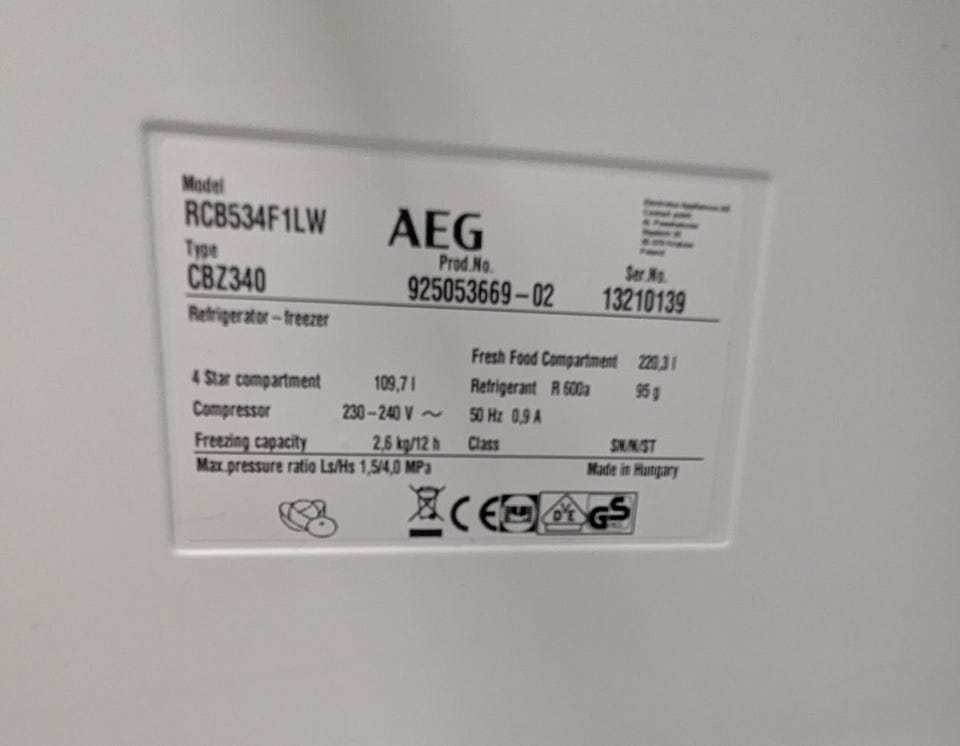 Model
RCB534F1LW
AEG
Type
Prod.No.
Ser.No.
CBZ340
925053669-02
13210139
Refrigerator-freezer
Fresh Food Compartment 220,3 l
4 Star compartment 109,7 l
Refrigerant R 600a 95 g
Compressor 230-240 V ~ 50 Hz 0,9 A
Freezing capacity 2,6 kg/12 h Class SN/N/ST
Max.pressure ratio Ls/Hs 1,5/4,0 MPa Made in Hungary
CE
GS